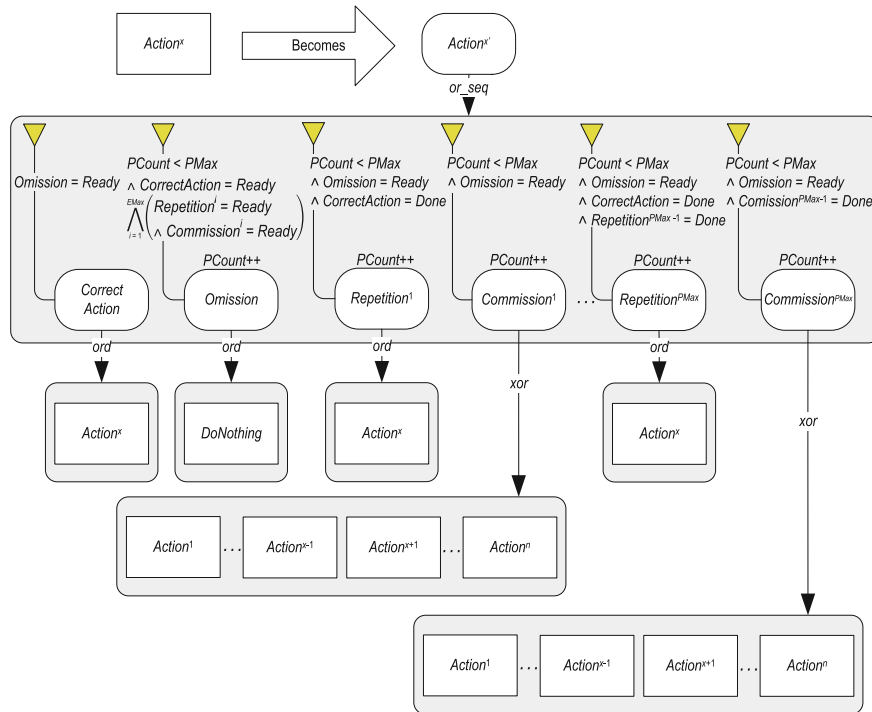 Action^x
Becomes
Action^x'
or_seq
Omission = Ready
PCount < PMax
∧ CorrectAction = Ready
EMax
⋀
i = 1
(Repetition^i = Ready
∧ Commission^i = Ready)
PCount < PMax
∧ Omission = Ready
∧ CorrectAction = Done
PCount < PMax
∧ Omission = Ready
PCount < PMax
∧ Omission = Ready
∧ CorrectAction = Done
∧ Repetition^PMax-1 = Done
PCount < PMax
∧ Omission = Ready
∧ Comission^PMax-1 = Done
PCount++
PCount++
PCount++
PCount++
PCount++
Correct
Action
Omission
Repetition^1
Commission^1
...
Repetition^PMax
Commission^PMax
ord
ord
ord
xor
ord
xor
Action^x
DoNothing
Action^x
Action^x
Action^1 ... Action^x-1 Action^x+1 ... Action^n
Action^1 ... Action^x-1 Action^x+1 ... Action^n